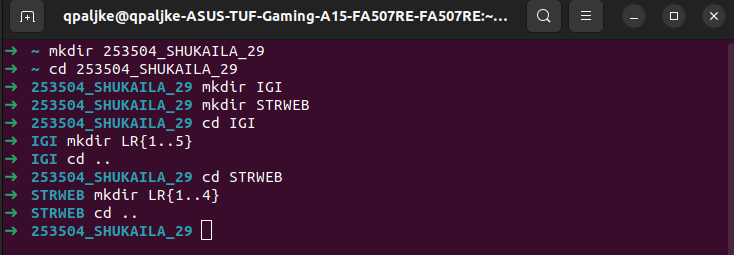 qpaljke@qpaljke-ASUS-TUF-Gaming-A15-FA507RE-FA507RE:~...
➜ ~ mkdir 253504_SHUKAILA_29
➜ ~ cd 253504_SHUKAILA_29
➜ 253504_SHUKAILA_29 mkdir IGI
➜ 253504_SHUKAILA_29 mkdir STRWEB
➜ 253504_SHUKAILA_29 cd IGI
➜ IGI mkdir LR{1..5}
➜ IGI cd ..
➜ 253504_SHUKAILA_29 cd STRWEB
➜ STRWEB mkdir LR{1..4}
➜ STRWEB cd ..
➜ 253504_SHUKAILA_29